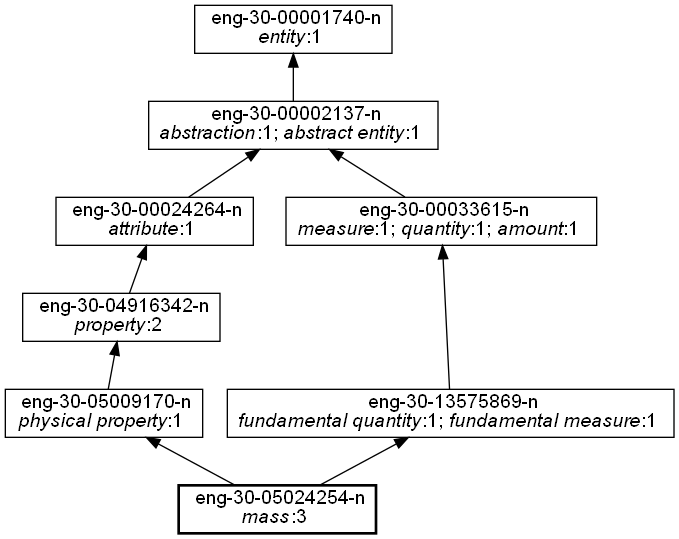 eng-30-00001740-n
entity:1
eng-30-00002137-n
abstraction:1; abstract entity:1
eng-30-00024264-n
attribute:1
eng-30-00033615-n
measure:1; quantity:1; amount:1
eng-30-04916342-n
property:2
eng-30-05009170-n
physical property:1
eng-30-13575869-n
fundamental quantity:1; fundamental measure:1
eng-30-05024254-n
mass:3